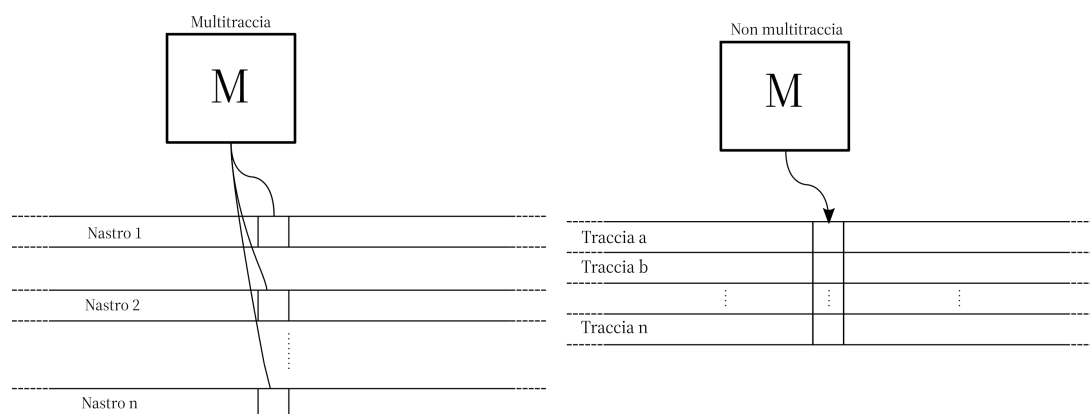 Multitraccia
M
Nastro 1
Nastro 2
Nastro n
Non multitraccia
M
Traccia a
Traccia b
Traccia n